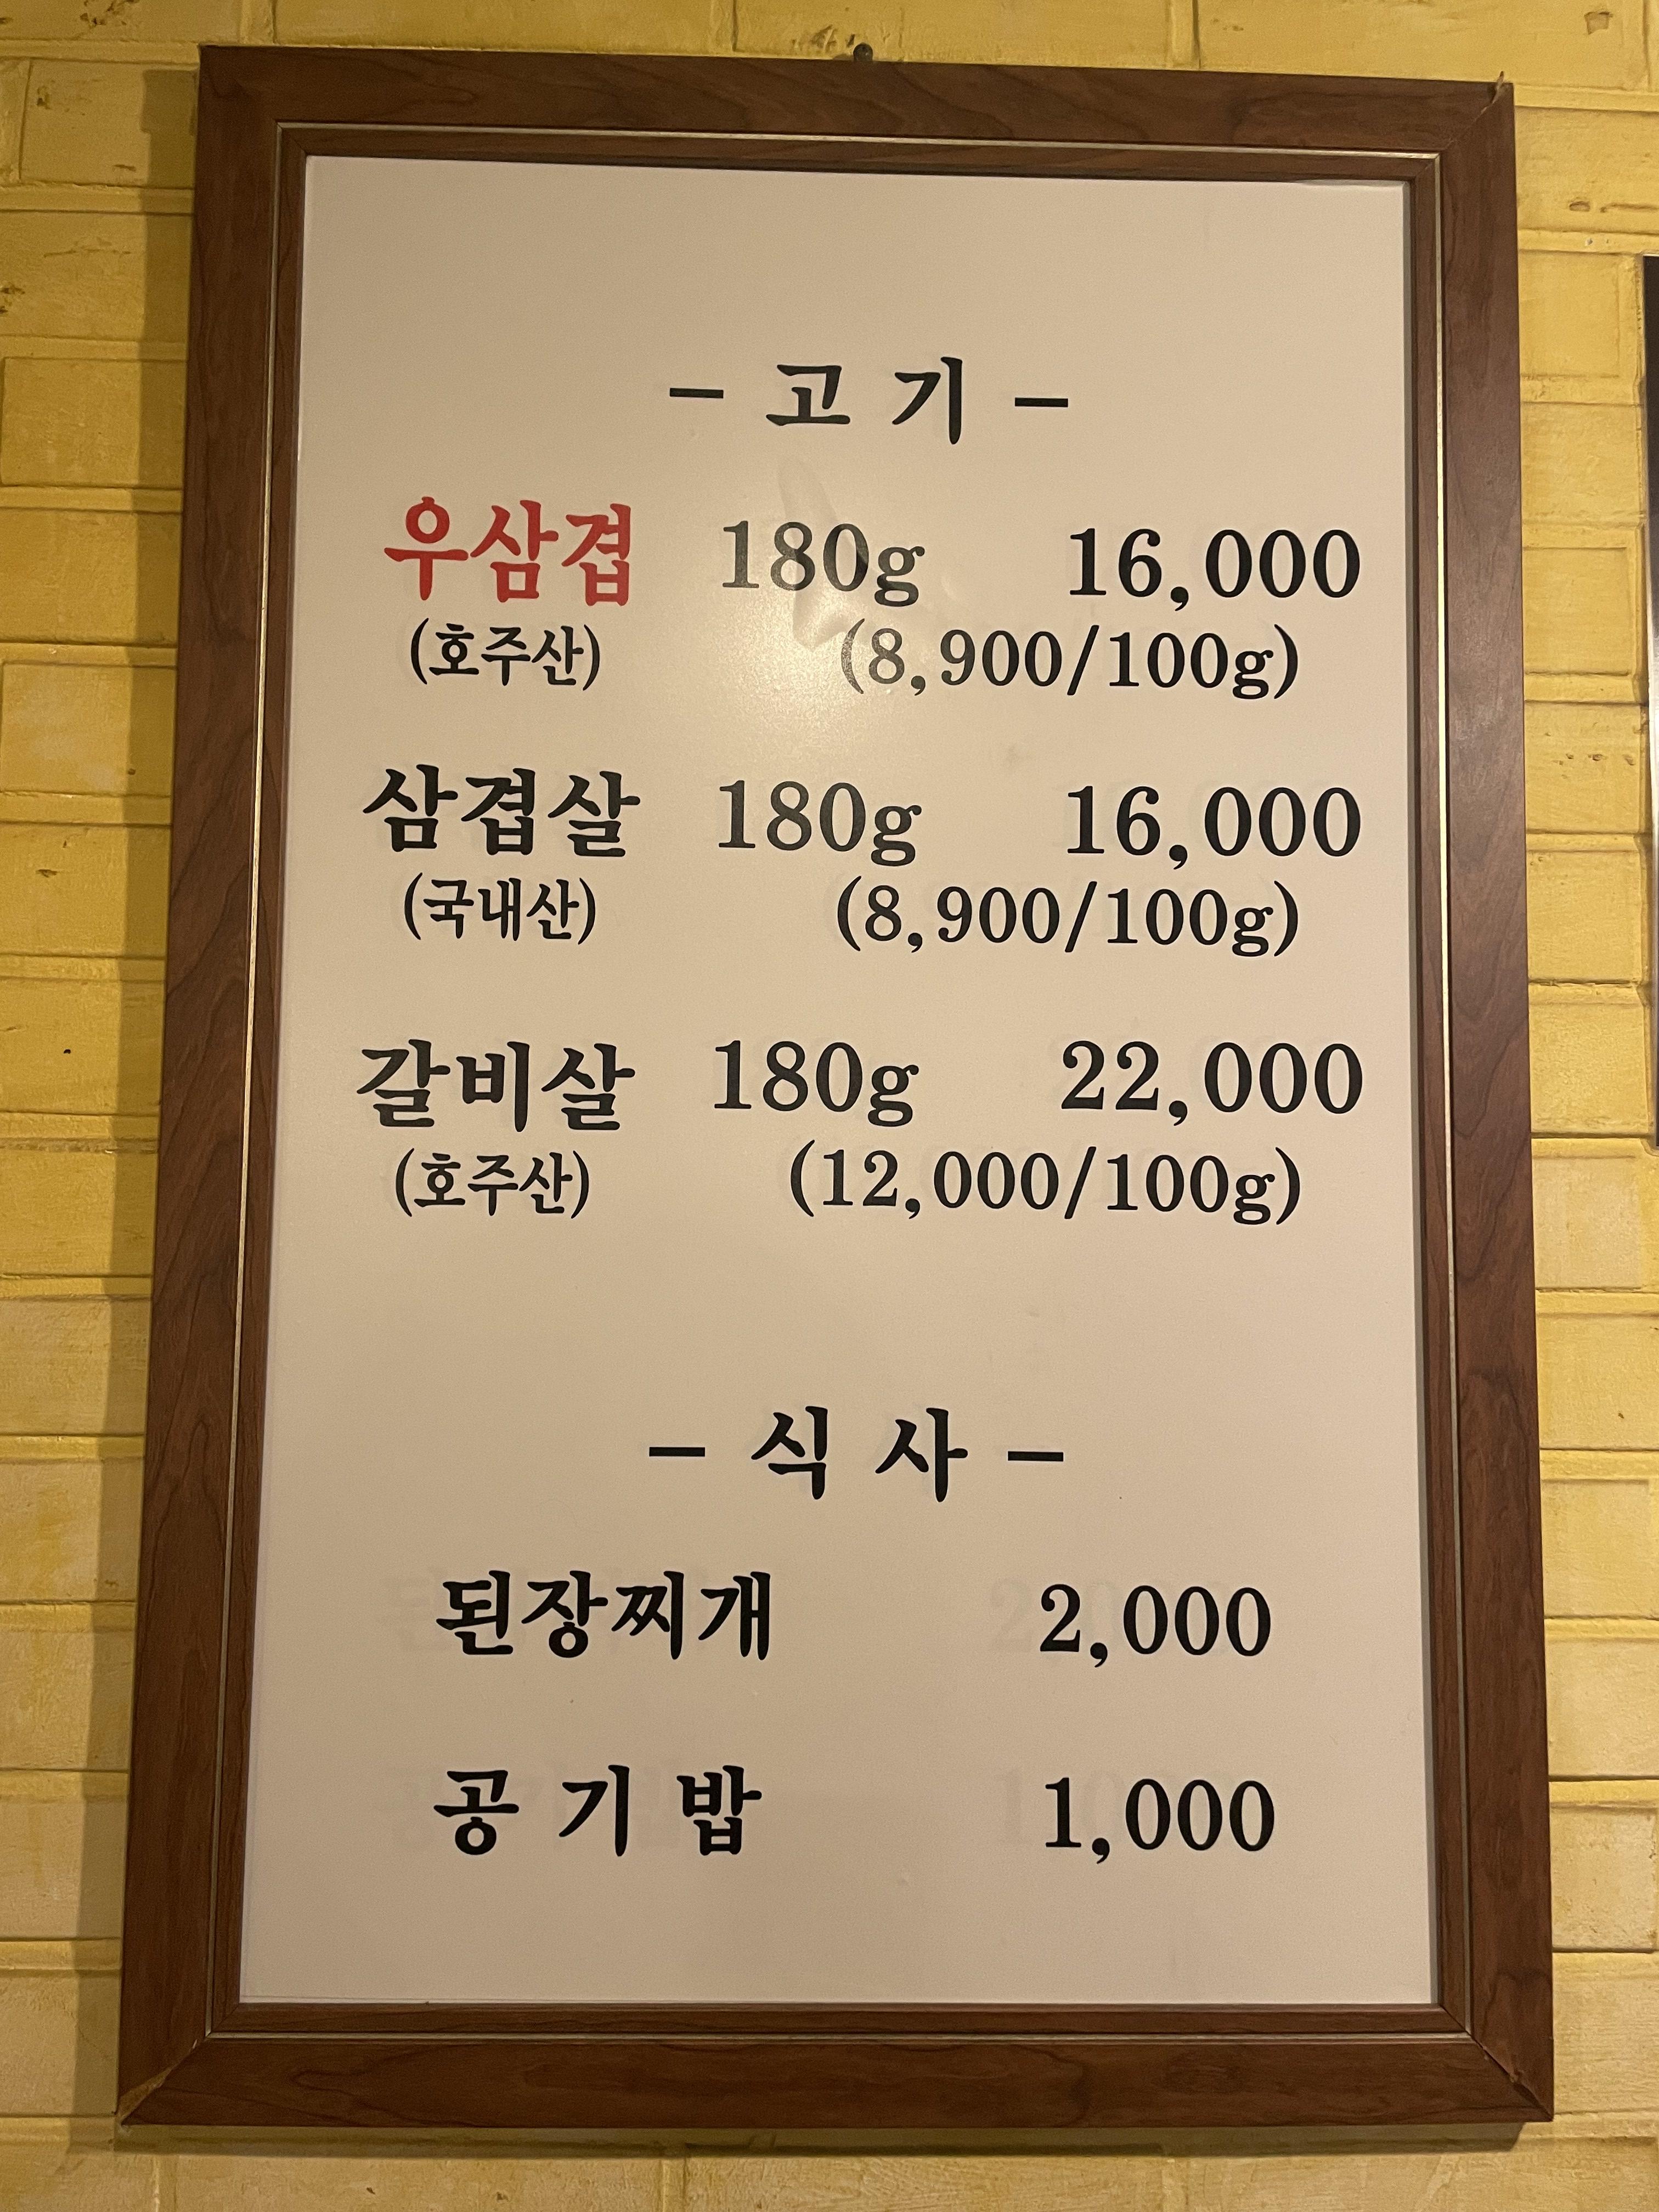 - 고 기 -
우삼겹 180g 16,000
(호주산) (8,900/100g)
삼겹살 180g 16,000
(국내산) (8,900/100g)
갈비살 180g 22,000
(호주산) (12,000/100g)
- 식 사 -
된장찌개 2,000
공 기 밥 1,000